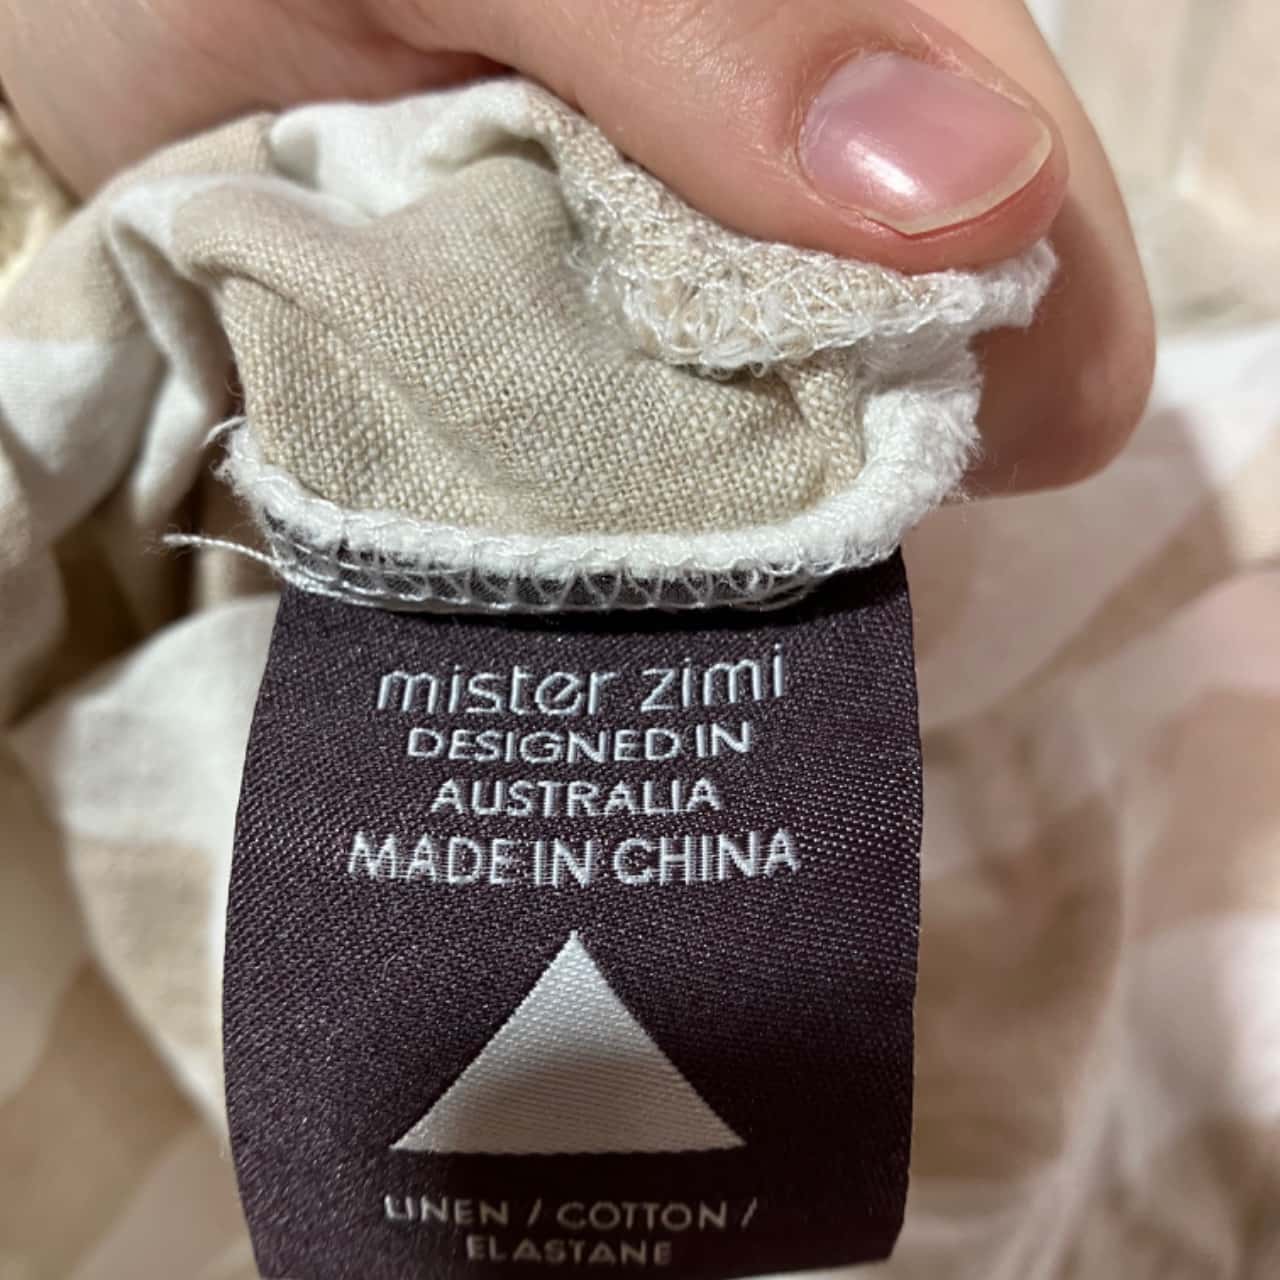 mister zimi
DESIGNED IN
AUSTRALIA
MADE IN CHINA
LINEN / COTTON /
ELASTANE